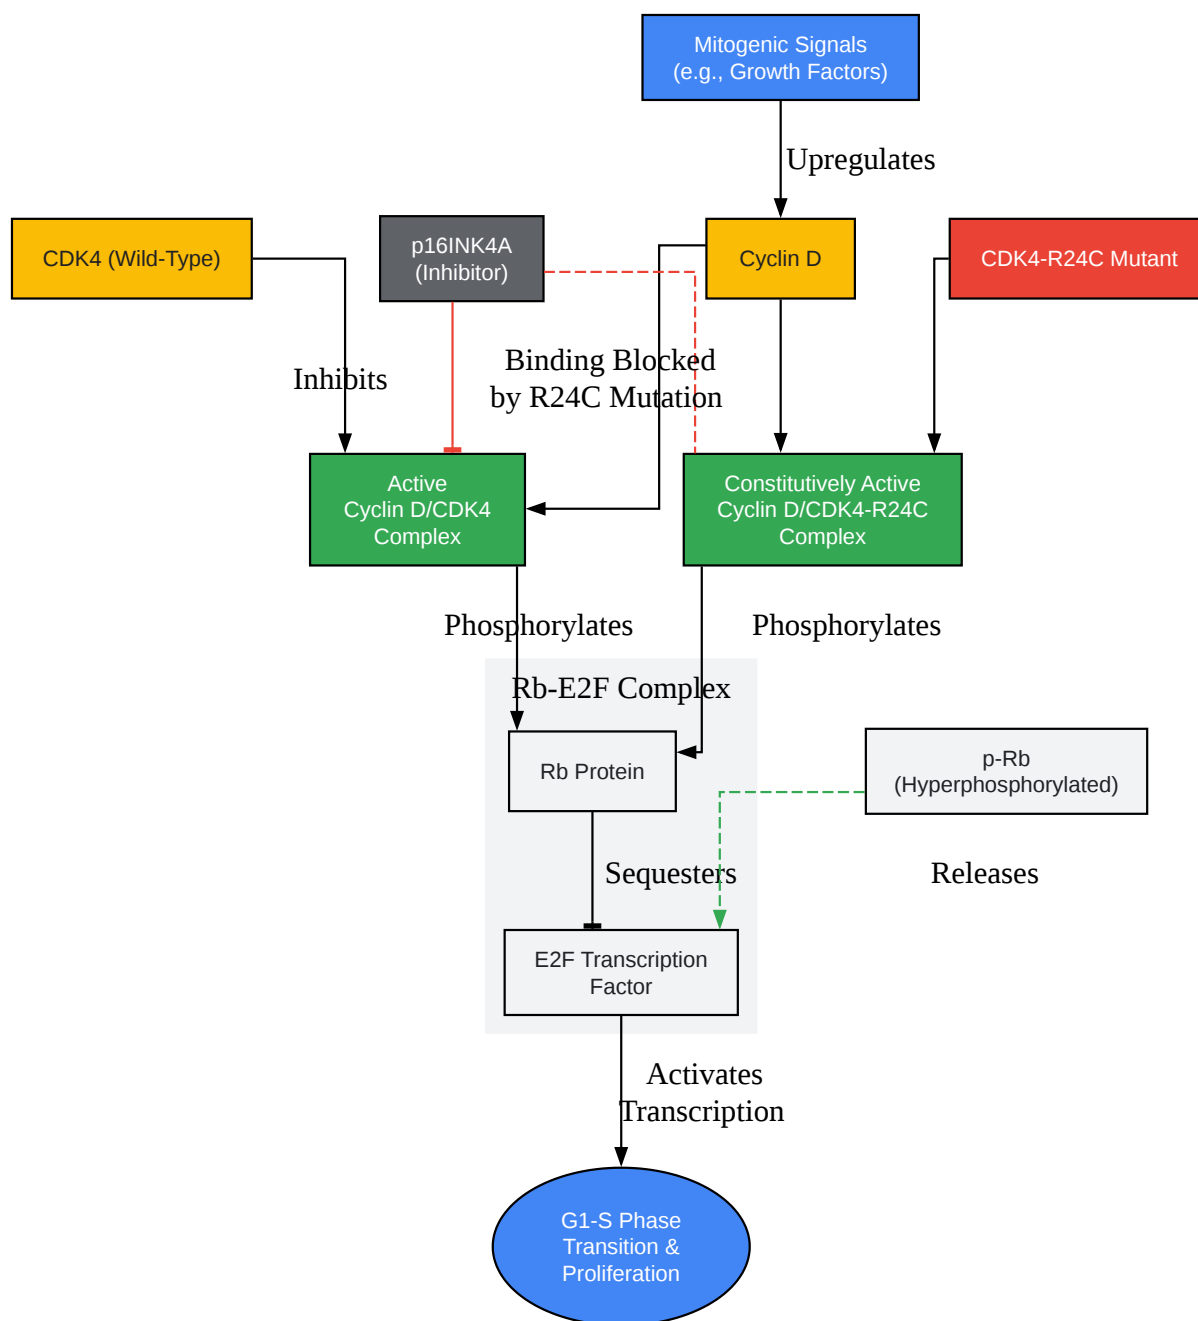 Mitogenic Signals
(e.g., Growth Factors)
Upregulates
CDK4 (Wild-Type)
p16INK4A
(Inhibitor)
Cyclin D
CDK4-R24C Mutant
Inhibits
Binding Blocked
by R24C Mutation
Active
Cyclin D/CDK4
Complex
Constitutively Active
Cyclin D/CDK4-R24C
Complex
Phosphorylates
Phosphorylates
Rb-E2F Complex
Rb Protein
p-Rb
(Hyperphosphorylated)
Sequesters
Releases
E2F Transcription
Factor
Activates
Transcription
G1-S Phase
Transition &
Proliferation